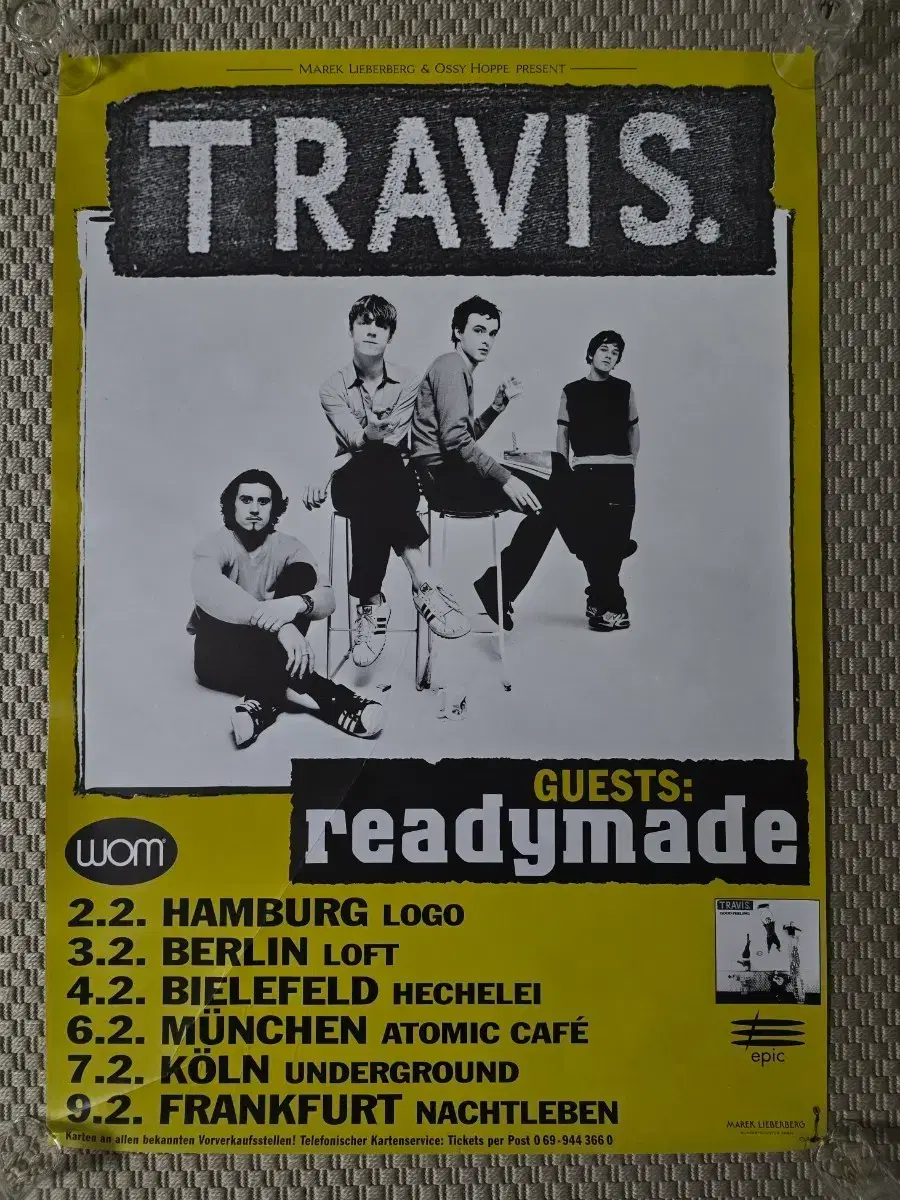 MAREK LIEBERBERG & OSSY HOPPE PRESENT
TRAVIS.
GUESTS:
readymade
wom
2.2. HAMBURG LOGO
3.2. BERLIN LOFT
4.2. BIELEFELD HECHELEI
6.2. MÜNCHEN ATOMIC CAFÉ
7.2. KÖLN UNDERGROUND
9.2. FRANKFURT NACHTLEBEN
Karten an allen bekannten Vorverkaufsstellen! Telefonischer Kartenservice: Tickets per Post 0 69 - 944 366 0
TRAVIS.
epic
MAREK LIEBERBERG